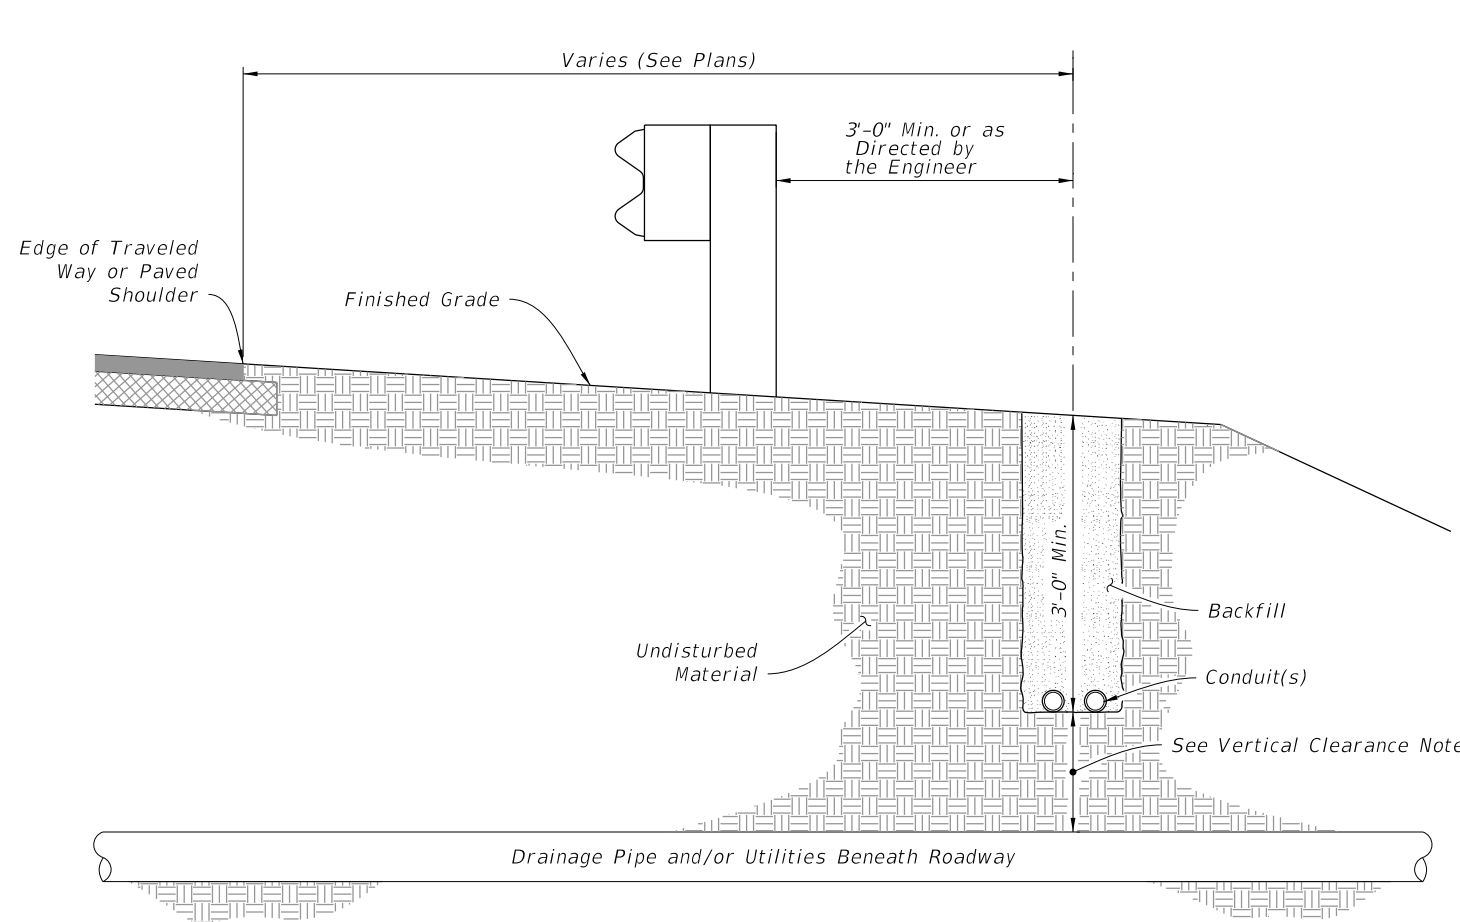 Varies (See Plans)
3'-0" Min. or as
Directed by
the Engineer
Edge of Traveled
Way or Paved
Shoulder
Finished Grade
3'-0" Min.
Backfill
Undisturbed
Material
Conduit(s)
See Vertical Clearance Note
Drainage Pipe and/or Utilities Beneath Roadway